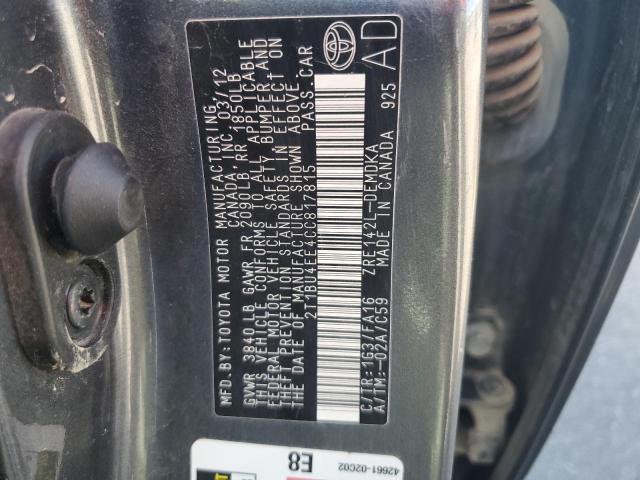 MFD.BY:TOYOTA MOTOR MANUFACTURING,
CANADA, INC. 03/12
GVWR 3840LB GAWR FR 2090LB,RR 1850LB
THIS VEHICLE CONFORMS TO ALL APPLICABLE
FEDERAL MOTOR VEHICLE SAFETY, BUMPER,AND
THEFT PREVENTION STANDARDS IN EFFECT ON
THE DATE OF MANUFACTURE SHOWN ABOVE.
2T1BU4EE4CC817815 PASS.CAR
C/TR:1G3/FA16 ZRE142L-DEMDKA
A/TM:-02A/C59 MADE IN CANADA 925
AD
E8
42661-02C02